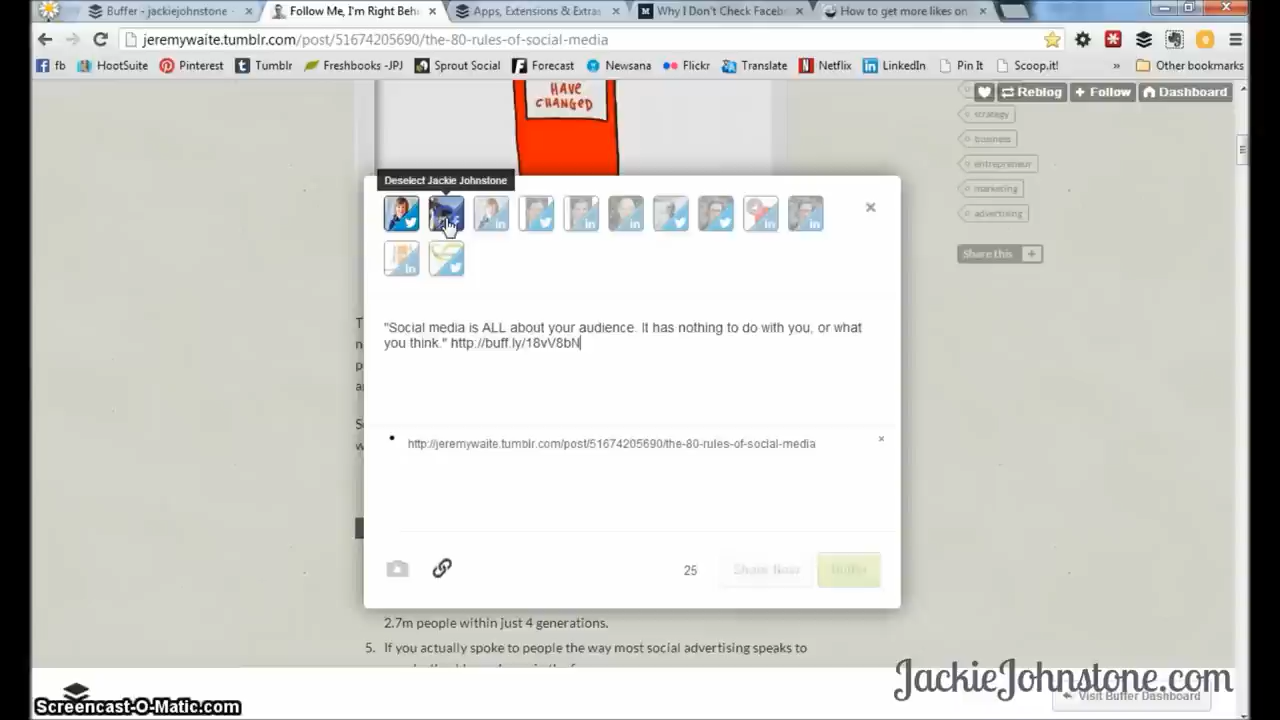 Buffer - jackiejohnstone
Follow Me, I'm Right Beh
Apps, Extensions & Extras
Why I Don't Check Faceb
How to get more likes on
jeremywaite.tumblr.com/post/51674205690/the-80-rules-of-social-media
fb HootSuite Pinterest Tumblr Freshbooks -JPJ Sprout Social Forecast Newsana Flickr Translate Netflix LinkedIn Pin It Scoop.it! » Other bookmarks
HAVE
CHANGED
Reblog + Follow Dashboard
strategy
business
entrepreneur
marketing
advertising
Share this +
Deselect Jackie Johnstone
"Social media is ALL about your audience. It has nothing to do with you, or what
you think." http://buff.ly/18vV8bN
http://jeremywaite.tumblr.com/post/51674205690/the-80-rules-of-social-media
25 Share Now Buffer
2.7m people within just 4 generations.
5. If you actually spoke to people the way most social advertising speaks to
JackieJohnstone.com
Visit Buffer Dashboard
Screencast-O-Matic.com